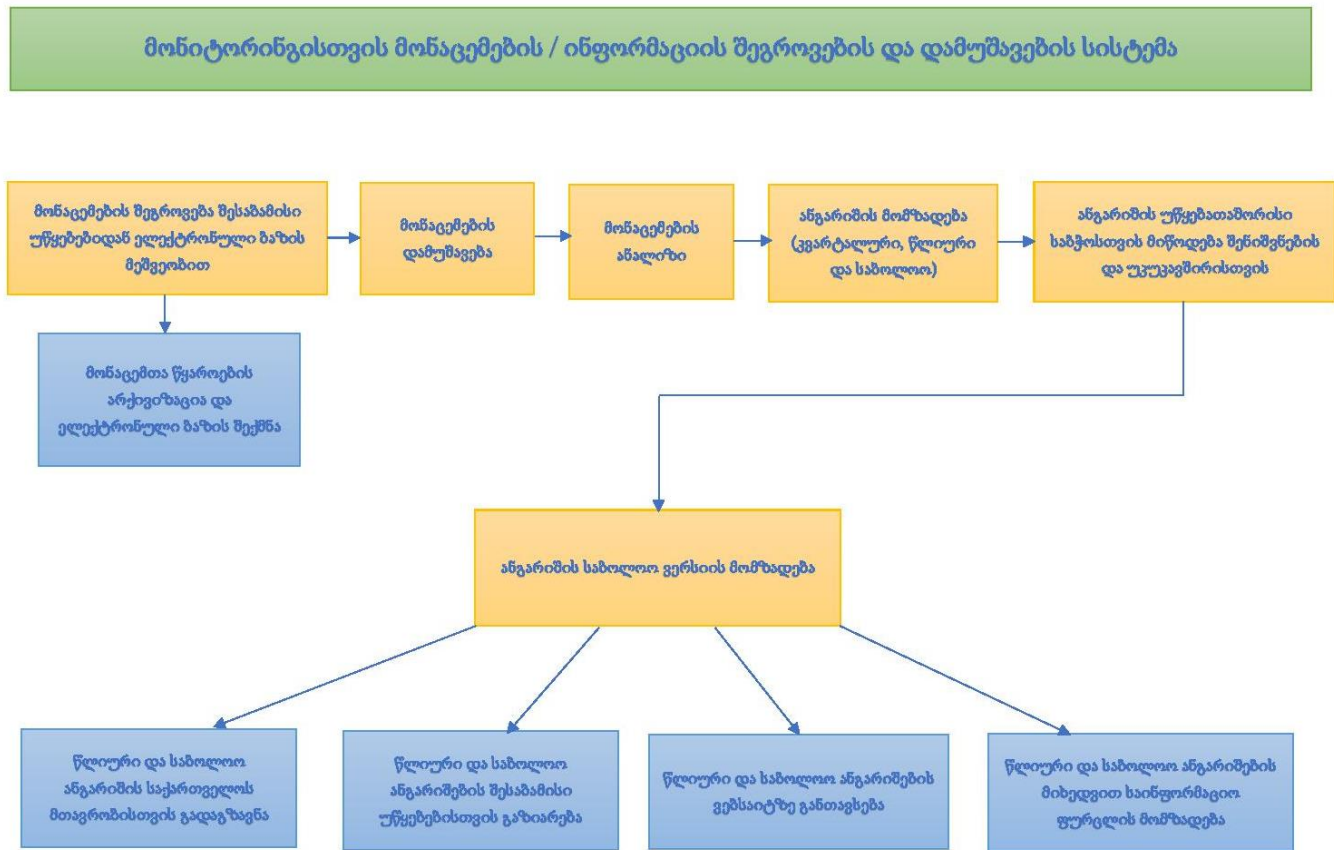 მონიტორინგისთვის მონაცემების / ინფორმაციის შეგროვების და დამუშავების სისტემა
მონაცემების შეგროვება შესაბამისი
უწყებებიდან ელექტრონული ბაზის
მეშვეობით
მონაცემების
დამუშავება
მონაცემების
ანალიზი
ანგარიშის მომზადება
(კვარტალური, წლიური
და საბოლოო)
ანგარიშის უწყებათაშორისი
საბჭოსთვის მიწოდება შენიშვნების
და უკუკავშირისთვის
მონაცემთა წყაროების
არქივიზაცია და
ელექტრონული ბაზის შექმნა
ანგარიშის საბოლოო ვერსიის მომზადება
წლიური და საბოლოო
ანგარიშის საქართველოს
მთავრობისთვის გადაგზავნა
წლიური და საბოლოო
ანგარიშების შესაბამისი
უწყებებისთვის გაზიარება
წლიური და საბოლოო ანგარიშების
ვებსაიტზე განთავსება
წლიური და საბოლოო ანგარიშების
მიხედვით საინფორმაციო
ფურცლის მომზადება